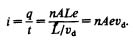 i = q/t = nALe/(L/v_d) = nAev_d.